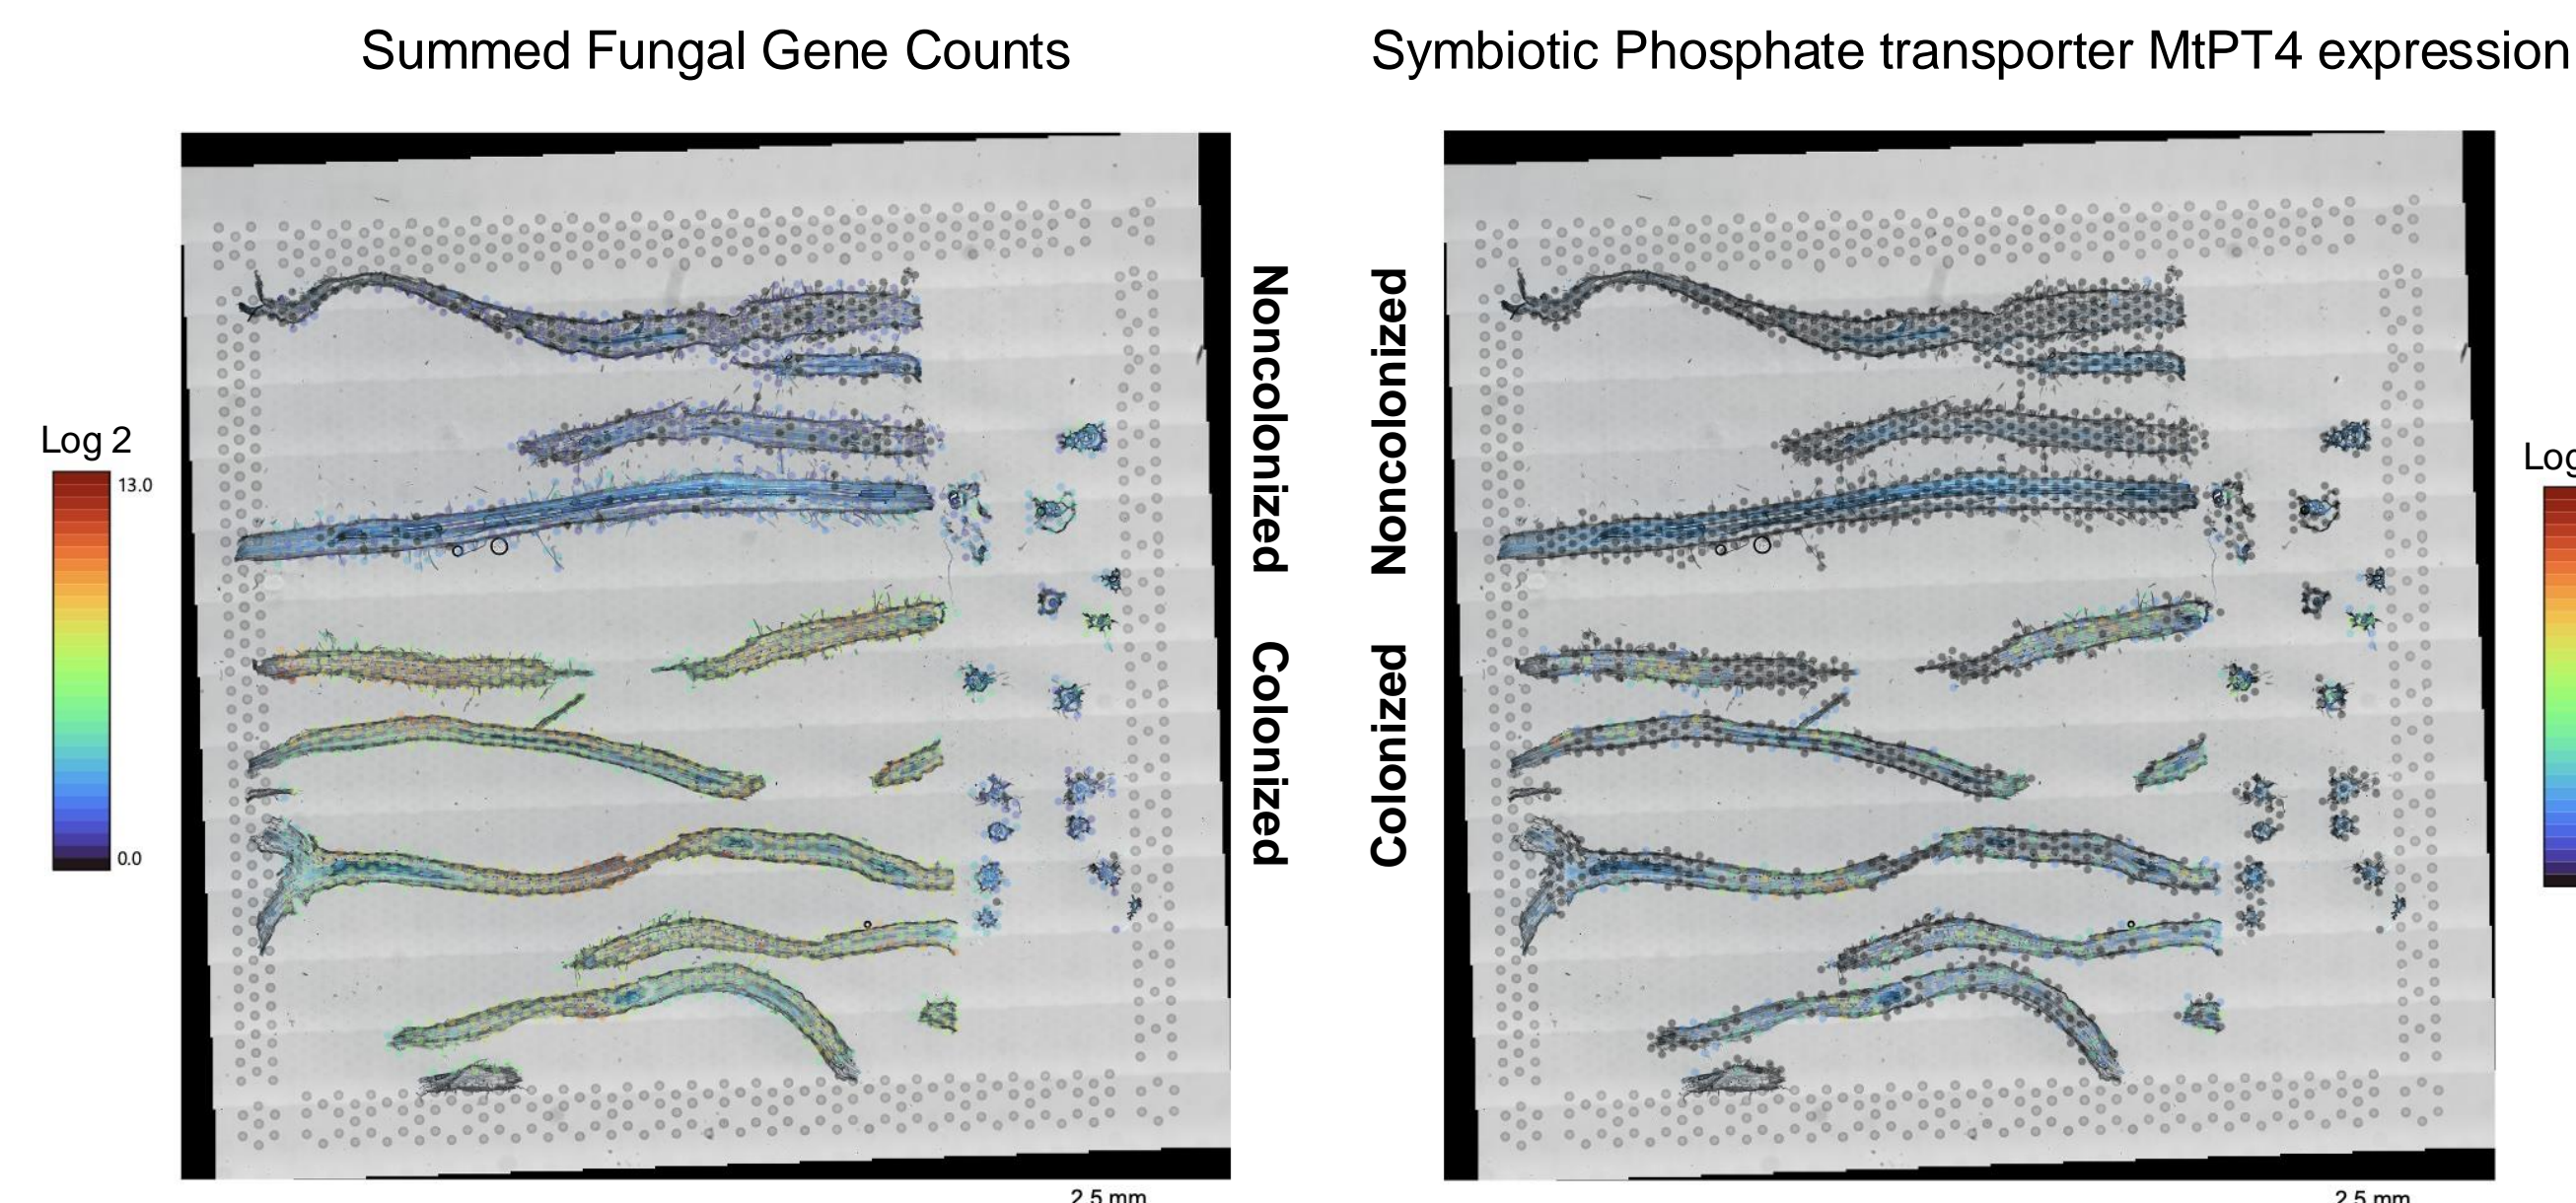 Summed Fungal Gene Counts
Symbiotic Phosphate transporter MtPT4 expression
Log 2
13.0
0.0
Noncolonized
Colonized
Noncolonized
Colonized
Log
2.5 mm
2.5 mm